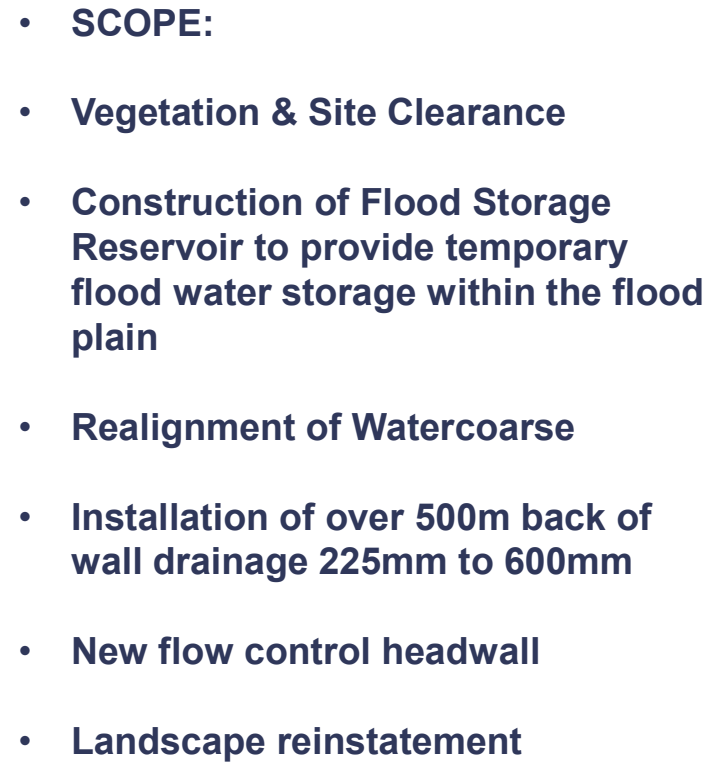 • SCOPE:
• Vegetation & Site Clearance
• Construction of Flood Storage
Reservoir to provide temporary
flood water storage within the flood
plain
• Realignment of Watercoarse
• Installation of over 500m back of
wall drainage 225mm to 600mm
• New flow control headwall
• Landscape reinstatement